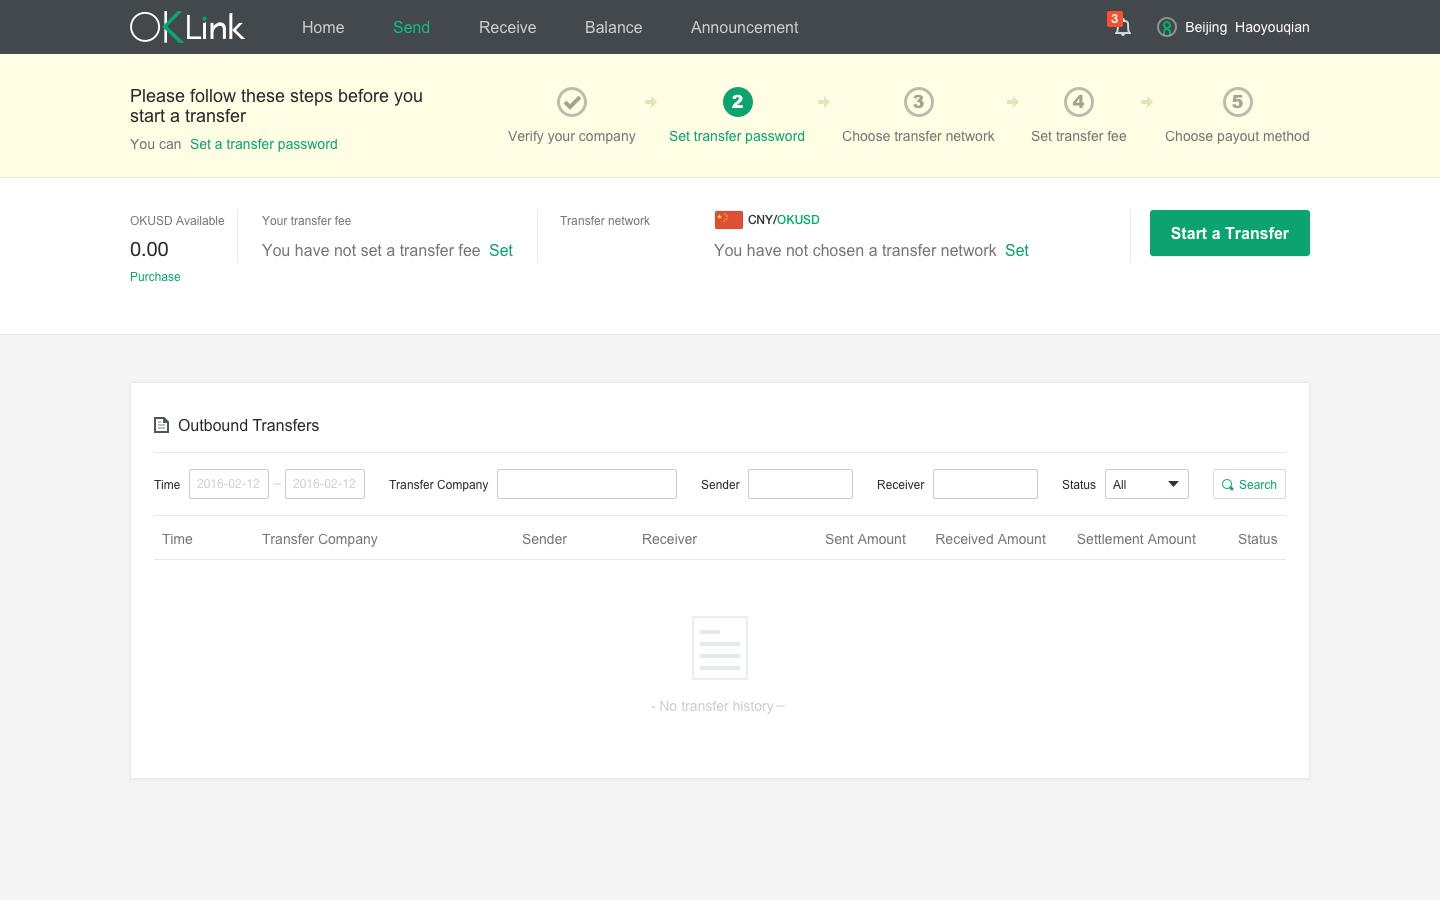 OKLink Home Send Receive Balance Announcement 3 Beijing Haoyouqian
Please follow these steps before you
start a transfer
You can Set a transfer password
2 3 4 5
Verify your company Set transfer password Choose transfer network Set transfer fee Choose payout method
OKUSD Available
0.00
Purchase
Your transfer fee
You have not set a transfer fee Set
Transfer network
CNY/OKUSD
You have not chosen a transfer network Set
Start a Transfer
Outbound Transfers
Time 2016-02-12 – 2016-02-12 Transfer Company Sender Receiver Status All Search
Time Transfer Company Sender Receiver Sent Amount Received Amount Settlement Amount Status
- No transfer history –